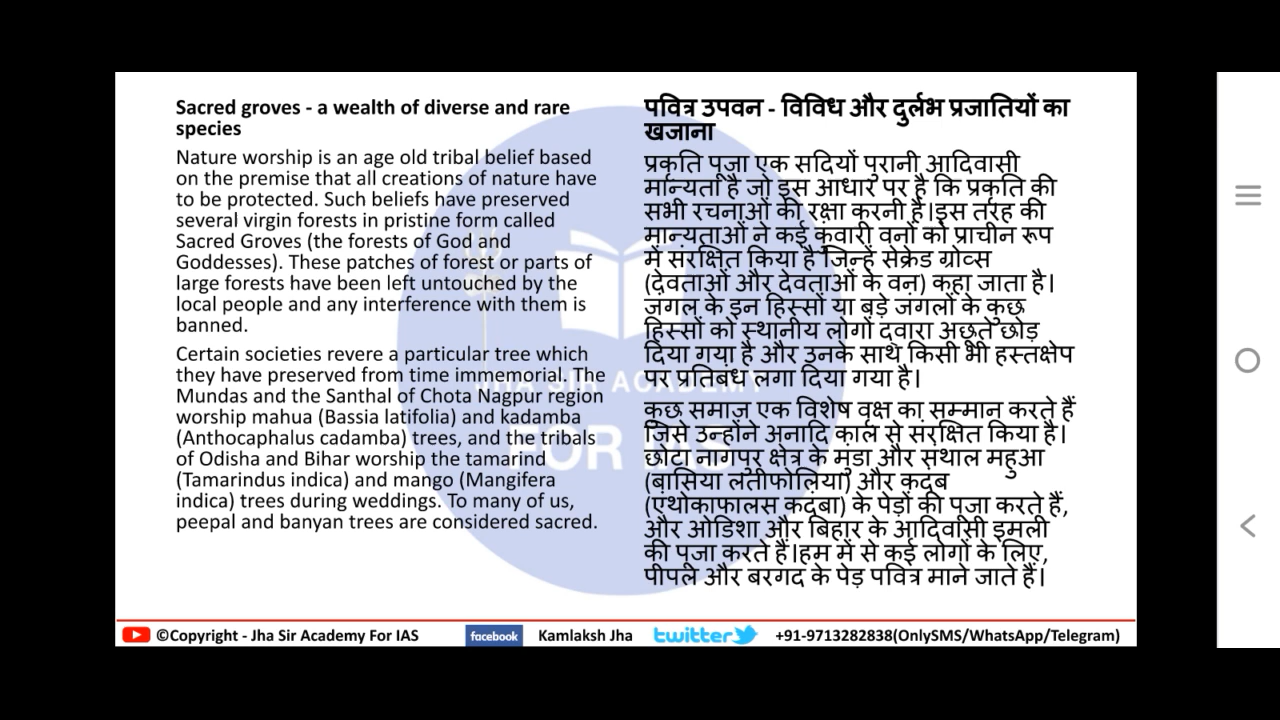 Sacred groves - a wealth of diverse and rare
species
Nature worship is an age old tribal belief based
on the premise that all creations of nature have
to be protected. Such beliefs have preserved
several virgin forests in pristine form called
Sacred Groves (the forests of God and
Goddesses). These patches of forest or parts of
large forests have been left untouched by the
local people and any interference with them is
banned.
Certain societies revere a particular tree which
they have preserved from time immemorial. The
Mundas and the Santhal of Chota Nagpur region
worship mahua (Bassia latifolia) and kadamba
(Anthocaphalus cadamba) trees, and the tribals
of Odisha and Bihar worship the tamarind
(Tamarindus indica) and mango (Mangifera
indica) trees during weddings. To many of us,
peepal and banyan trees are considered sacred.
पवित्र उपवन - विविध और दुर्लभ प्रजातियों का
खजाना
प्रकृति पूजा एक सदियों पुरानी आदिवासी
मान्यता है जो इस आधार पर है कि प्रकृति की
सभी रचनाओं की रक्षा करनी है।इस तरह की
मान्यताओं ने कई कुंवारी वनों को प्राचीन रूप
में संरक्षित किया है जिन्हें सेक्रेड ग्रोव्स
(देवताओं और देवताओं के वन) कहा जाता है।
जंगल के इन हिस्सों या बड़े जंगलों के कुछ
हिस्सों को स्थानीय लोगों द्वारा अछूते छोड़
दिया गया है और उनके साथ किसी भी हस्तक्षेप
पर प्रतिबंध लगा दिया गया है।
कुछ समाज एक विशेष वृक्ष का सम्मान करते हैं
जिसे उन्होंने अनादि काल से संरक्षित किया है।
छोटा नागपुर क्षेत्र के मुंडा और संथाल महुआ
(बासिया लतीफोलिया) और कदंब
(एंथोकाफालस कदंबा) के पेड़ों की पूजा करते हैं,
और ओडिशा और बिहार के आदिवासी इमली
की पूजा करते हैं।हम में से कई लोगों के लिए,
पीपल और बरगद के पेड़ पवित्र माने जाते हैं।
JHA SIR ACADEMY
FOR IAS
©Copyright - Jha Sir Academy For IAS facebook Kamlaksh Jha twitter +91-9713282838(OnlySMS/WhatsApp/Telegram)